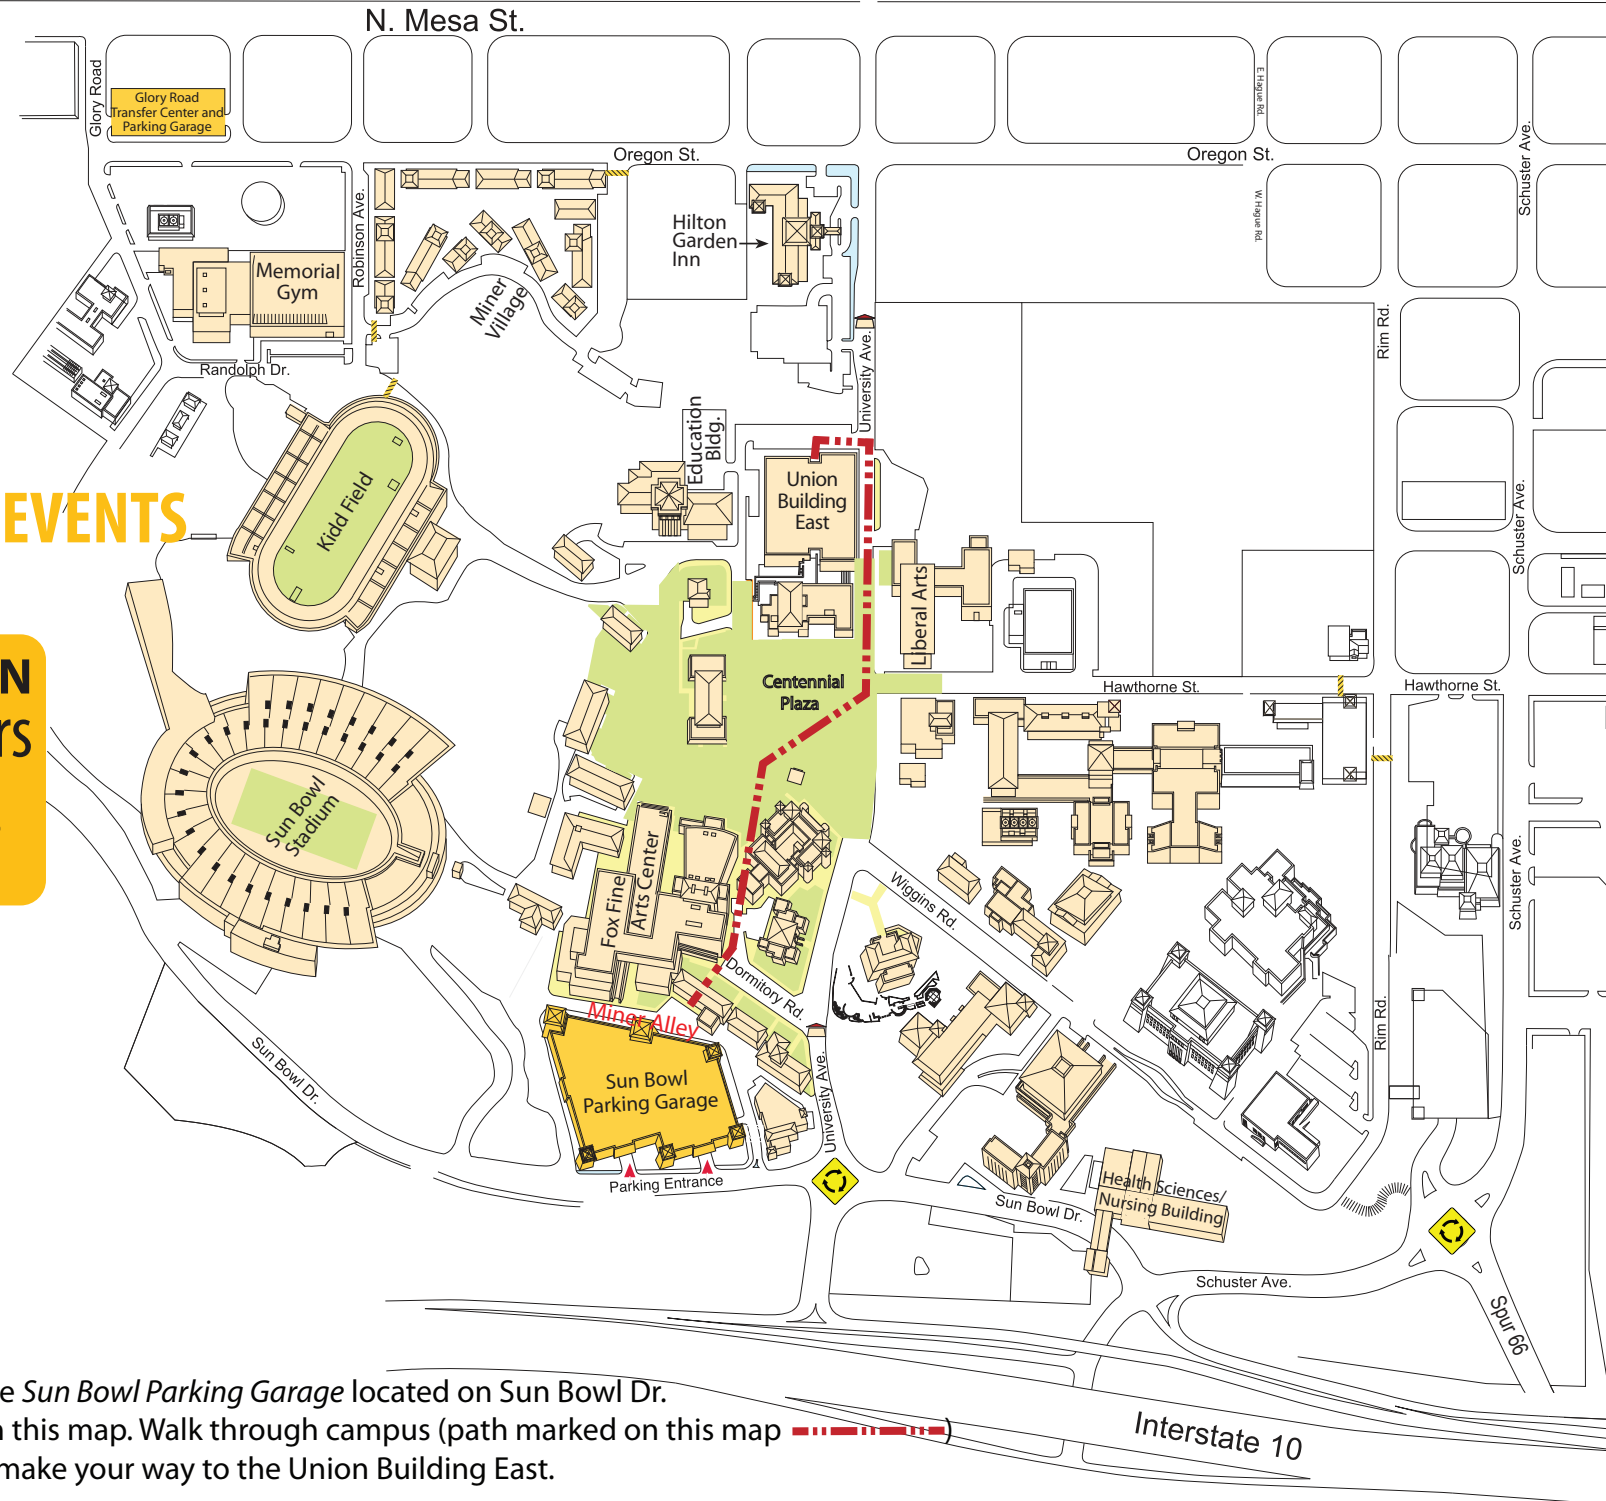 N. Mesa St.
Glory Road
Glory Road
Transfer Center and
Parking Garage
E. Hague Rd.
Schuster Ave.
Oregon St.
Oregon St.
Robinson Ave.
W. Hague Rd.
Hilton
Garden
Inn
Memorial
Gym
Miner
Village
University Ave.
Rim Rd.
Randolph Dr.
Education
Bldg.
Union
Building
East
EVENTS
Kidd Field
Schuster Ave.
Liberal Arts
N
rs
Centennial
Plaza
Hawthorne St.
Hawthorne St.
Sun Bowl
Stadium
Fox Fine
Arts Center
Wiggins Rd.
Schuster Ave.
Dormitory Rd.
Miner Alley
Rim Rd.
Sun Bowl Dr.
Sun Bowl
Parking Garage
University Ave.
Parking Entrance
Health Sciences/
Nursing Building
Sun Bowl Dr.
Schuster Ave.
Spur 66
e Sun Bowl Parking Garage located on Sun Bowl Dr.
n this map. Walk through campus (path marked on this map )
make your way to the Union Building East.
Interstate 10